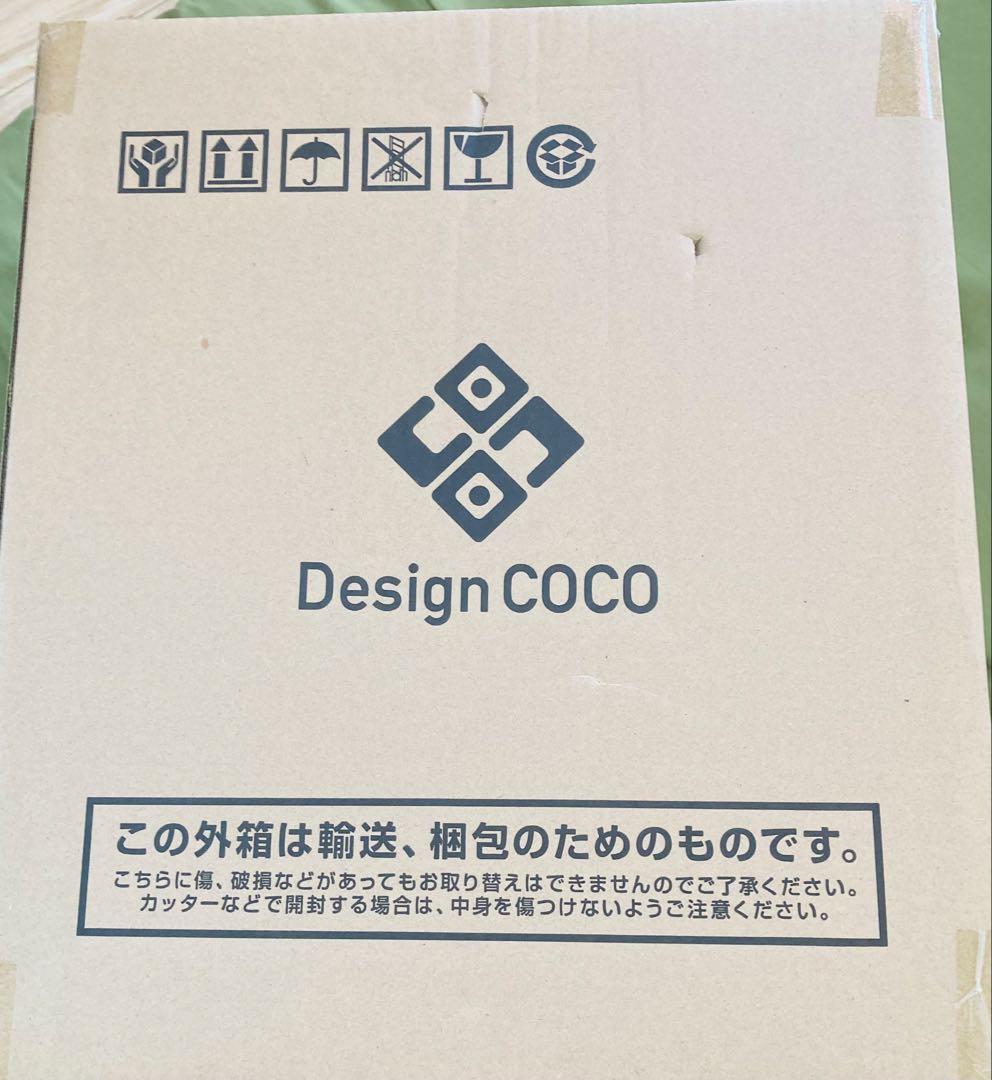 Design COCO
この外箱は輸送、梱包のためのものです。
こちらに傷、破損などがあってもお取り替えはできませんのでご了承ください。
カッターなどで開封する場合は、中身を傷つけないようご注意ください。